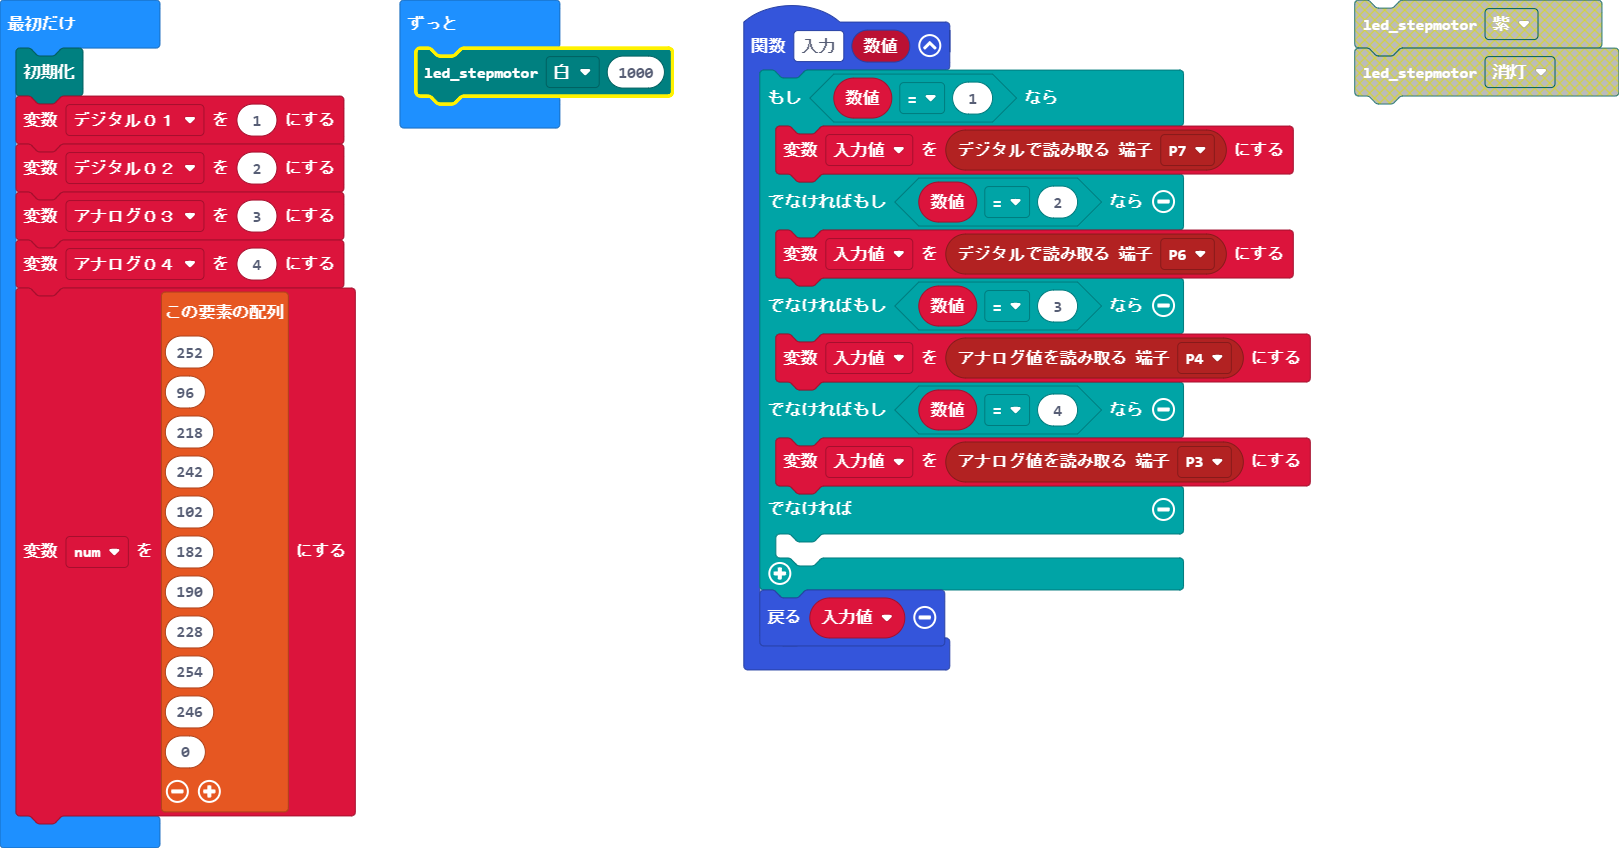 最初だけ
初期化
変数 デジタル０１ を 1 にする
変数 デジタル０２ を 2 にする
変数 アナログ０３ を 3 にする
変数 アナログ０４ を 4 にする
変数 num を この要素の配列 にする
252
96
218
242
102
182
190
228
254
246
0
ずっと
led_stepmotor 白 1000
関数 入力 数値
もし 数値 = 1 なら
変数 入力値 を デジタルで読み取る 端子 P7 にする
でなければもし 数値 = 2 なら
変数 入力値 を デジタルで読み取る 端子 P6 にする
でなければもし 数値 = 3 なら
変数 入力値 を アナログ値を読み取る 端子 P4 にする
でなければもし 数値 = 4 なら
変数 入力値 を アナログ値を読み取る 端子 P3 にする
でなければ
戻る 入力値
led_stepmotor 紫
led_stepmotor 消灯